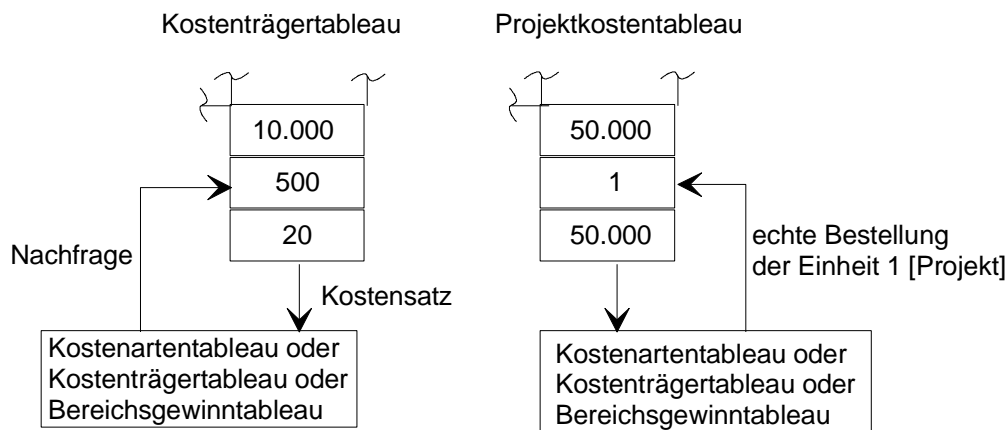 Kostenträgertableau
Projektkostentableau
10.000
50.000
500
1
20
50.000
Nachfrage
echte Bestellung
der Einheit 1 [Projekt]
Kostensatz
Kostenartentableau oder
Kostenträgertableau oder
Bereichsgewinntableau
Kostenartentableau oder
Kostenträgertableau oder
Bereichsgewinntableau